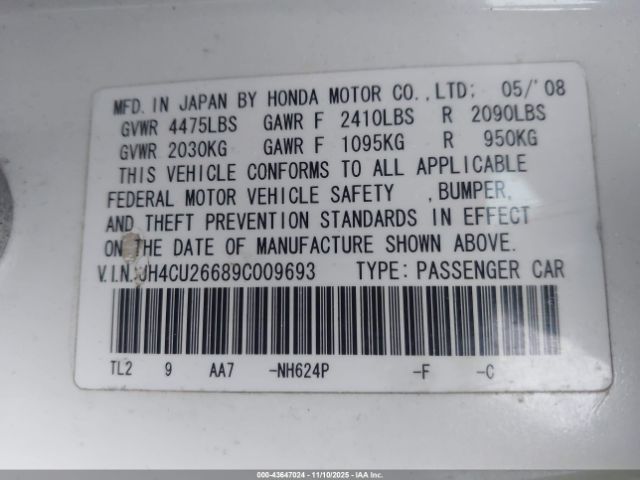 MFD. IN JAPAN BY HONDA MOTOR CO., LTD: 05/'08
GVWR 4475LBS GAWR F 2410LBS R 2090LBS
GVWR 2030KG GAWR F 1095KG R 950KG
THIS VEHICLE CONFORMS TO ALL APPLICABLE
FEDERAL MOTOR VEHICLE SAFETY , BUMPER,
AND THEFT PREVENTION STANDARDS IN EFFECT
ON THE DATE OF MANUFACTURE SHOWN ABOVE.
V.I.N.:JH4CU26689C009693 TYPE: PASSENGER CAR
TL2 9 AA7 -NH624P -F -C
000-43647024 - 11/10/2025 - IAA, Inc.